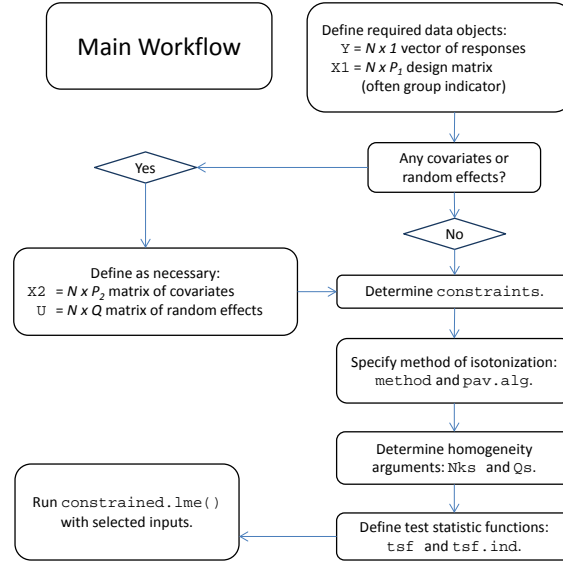 Main Workflow
Define required data objects:
Y = N x 1 vector of responses
X1 = N x P₁ design matrix
(often group indicator)
Any covariates or
random effects?
Yes
No
Define as necessary:
X2 = N x P₂ matrix of covariates
U = N x Q matrix of random effects
Determine constraints.
Specify method of isotonization:
method and pav.alg.
Determine homogeneity
arguments: Nks and Qs.
Define test statistic functions:
tsf and tsf.ind.
Run constrained.lme()
with selected inputs.